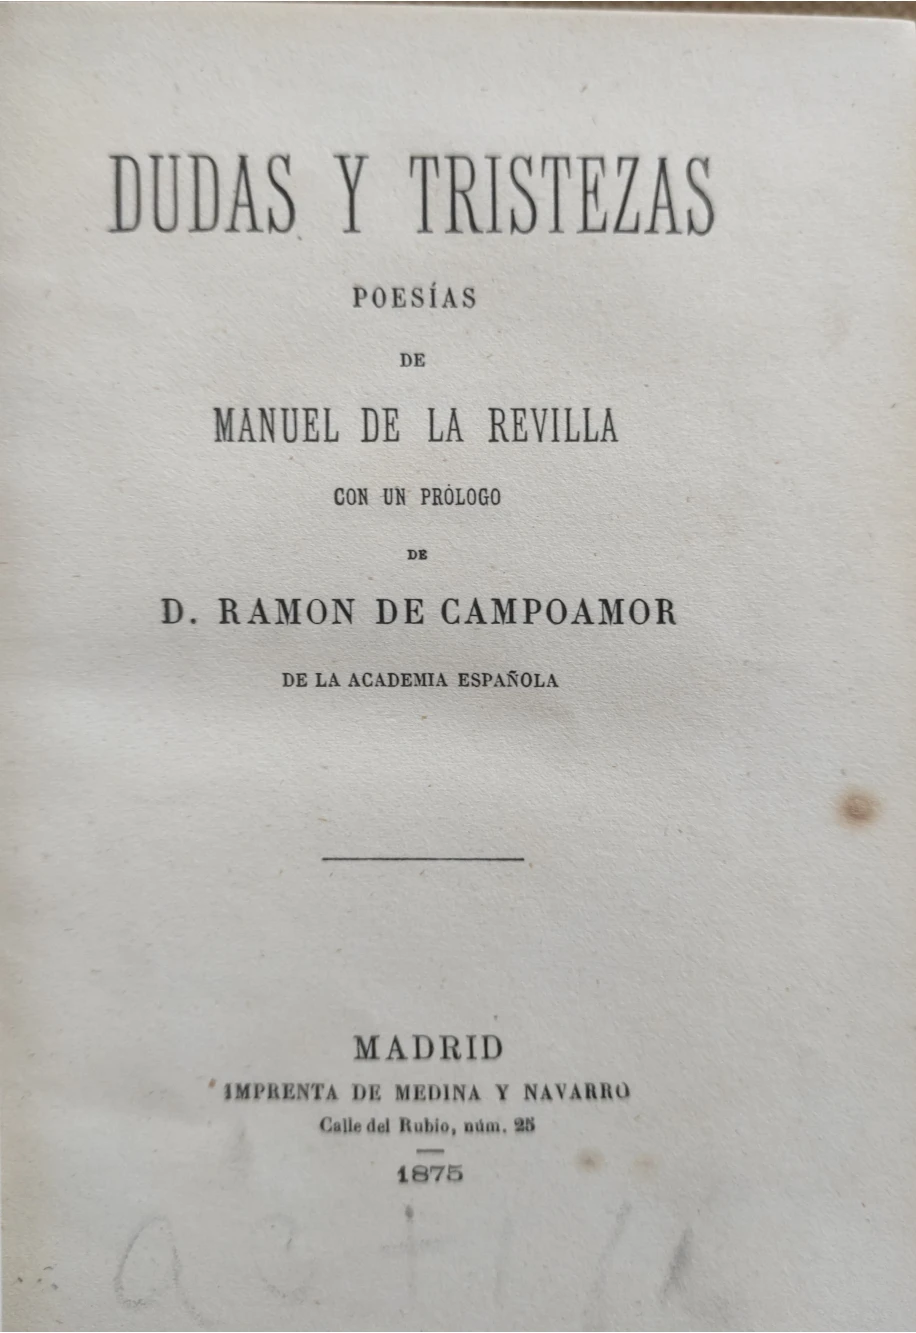 DUDAS Y TRISTEZAS
POESÍAS
DE
MANUEL DE LA REVILLA
CON UN PRÓLOGO
DE
D. RAMON DE CAMPOAMOR
DE LA ACADEMIA ESPAÑOLA
MADRID
IMPRENTA DE MEDINA Y NAVARRO
Calle del Rubio, núm. 25
1875